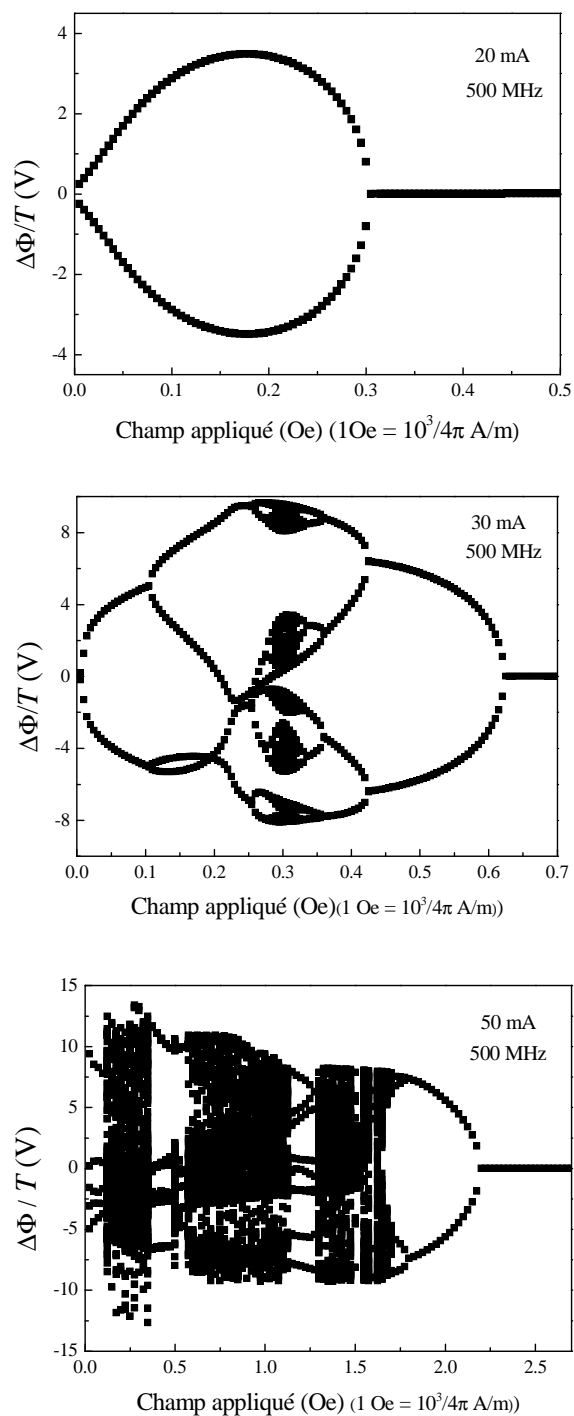 4
2
0
-2
-4
ΔΦ/T (V)
20 mA
500 MHz
0.0 0.1 0.2 0.3 0.4 0.5
Champ appliqué (Oe) (1Oe = 10³/4π A/m)
8
4
0
-4
-8
ΔΦ/T (V)
30 mA
500 MHz
0.0 0.1 0.2 0.3 0.4 0.5 0.6 0.7
Champ appliqué (Oe)(1 Oe = 10³/4π A/m))
15
10
5
0
-5
-10
-15
ΔΦ / T (V)
50 mA
500 MHz
0.0 0.5 1.0 1.5 2.0 2.5
Champ appliqué (Oe) (1 Oe = 10³/4π A/m))